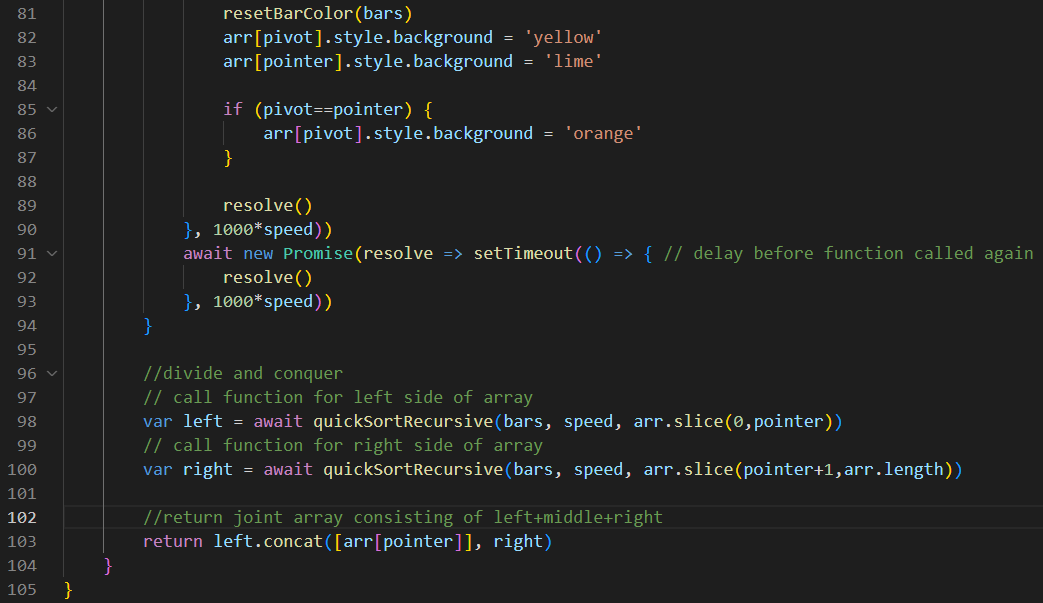 81 resetBarColor(bars)
82 arr[pivot].style.background = 'yellow'
83 arr[pointer].style.background = 'lime'
84
85 if (pivot==pointer) {
86 arr[pivot].style.background = 'orange'
87 }
88
89 resolve()
90 }, 1000*speed))
91 await new Promise(resolve => setTimeout(() => { // delay before function called again
92 resolve()
93 }, 1000*speed))
94 }
95
96 //divide and conquer
97 // call function for left side of array
98 var left = await quickSortRecursive(bars, speed, arr.slice(0,pointer))
99 // call function for right side of array
100 var right = await quickSortRecursive(bars, speed, arr.slice(pointer+1,arr.length))
101
102 //return joint array consisting of left+middle+right
103 return left.concat([arr[pointer]], right)
104 }
105 }